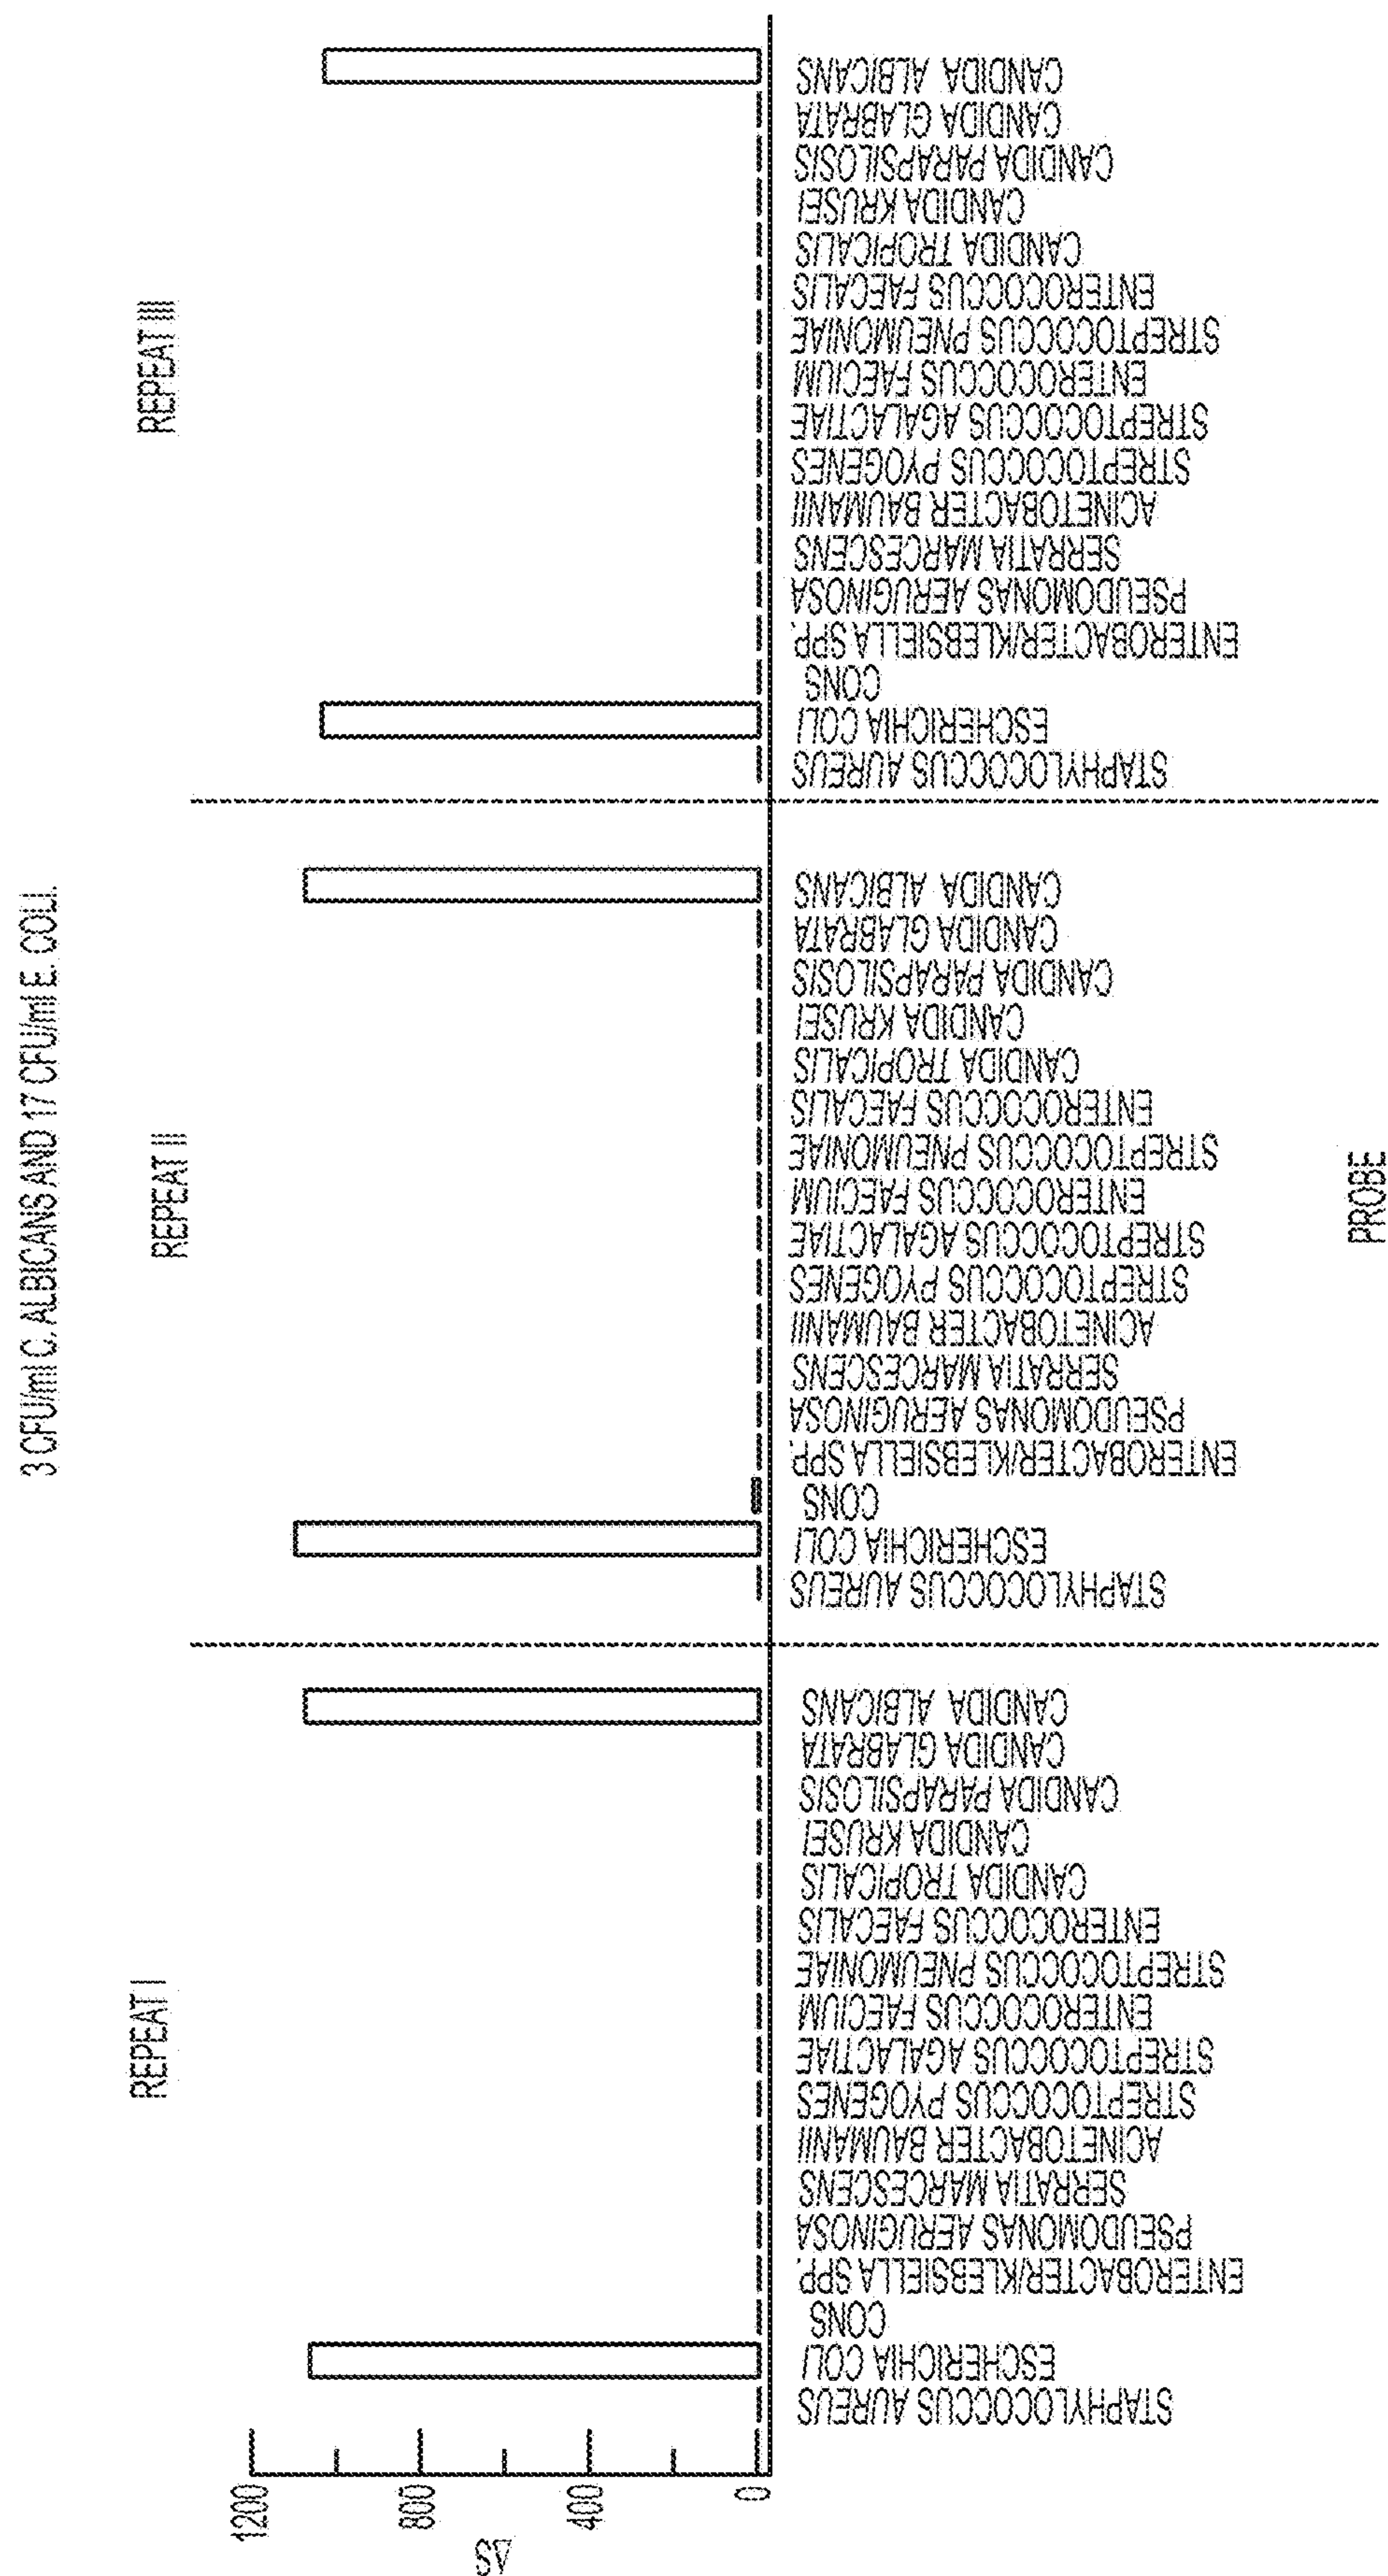 3 CFU/ml C. ALBICANS AND 17 CFU/ml E. COLI.
REPEAT I
REPEAT II
REPEAT III
ΔS
1200
800
400
0
STAPHYLOCOCCUS AUREUS
ESCHERICHIA COLI
CONS
ENTEROBACTER/KLEBSIELLA SPP.
PSEUDOMONAS AERUGINOSA
SERRATIA MARCESCENS
ACINETOBACTER BAUMANII
STREPTOCOCCUS PYOGENES
STREPTOCOCCUS AGALACTIAE
ENTEROCOCCUS FAECIUM
STREPTOCOCCUS PNEUMONIAE
ENTEROCOCCUS FAECALIS
CANDIDA TROPICALIS
CANDIDA KRUSEI
CANDIDA PARAPSILOSIS
CANDIDA GLABRATA
CANDIDA ALBICANS
STAPHYLOCOCCUS AUREUS
ESCHERICHIA COLI
CONS
ENTEROBACTER/KLEBSIELLA SPP.
PSEUDOMONAS AERUGINOSA
SERRATIA MARCESCENS
ACINETOBACTER BAUMANII
STREPTOCOCCUS PYOGENES
STREPTOCOCCUS AGALACTIAE
ENTEROCOCCUS FAECIUM
STREPTOCOCCUS PNEUMONIAE
ENTEROCOCCUS FAECALIS
CANDIDA TROPICALIS
CANDIDA KRUSEI
CANDIDA PARAPSILOSIS
CANDIDA GLABRATA
CANDIDA ALBICANS
STAPHYLOCOCCUS AUREUS
ESCHERICHIA COLI
CONS
ENTEROBACTER/KLEBSIELLA SPP.
PSEUDOMONAS AERUGINOSA
SERRATIA MARCESCENS
ACINETOBACTER BAUMANII
STREPTOCOCCUS PYOGENES
STREPTOCOCCUS AGALACTIAE
ENTEROCOCCUS FAECIUM
STREPTOCOCCUS PNEUMONIAE
ENTEROCOCCUS FAECALIS
CANDIDA TROPICALIS
CANDIDA KRUSEI
CANDIDA PARAPSILOSIS
CANDIDA GLABRATA
CANDIDA ALBICANS
PROBE